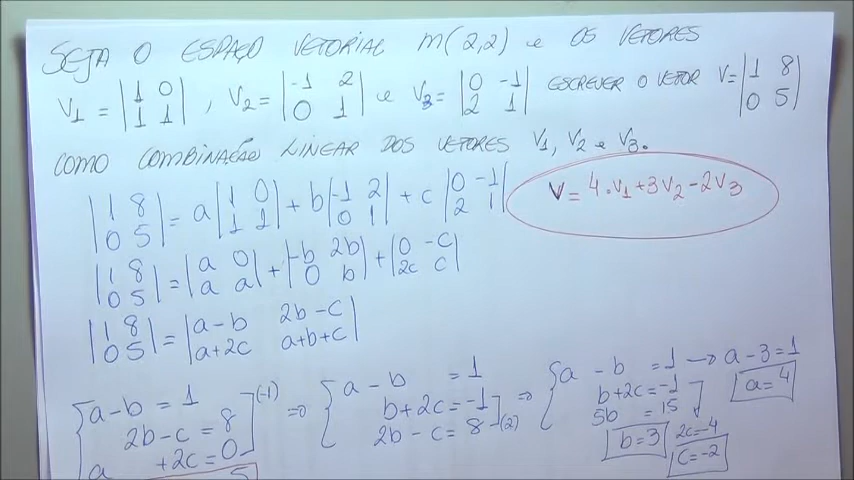 SEJA O ESPAÇO VETORIAL M(2,2) e OS VETORES
V₁ = |1 0| , V₂ = |-1 2| e V₃ = |0 -1| ESCREVER O VETOR V = |1 8|
|1 1| |0 1| |2 1| |0 5|
COMO COMBINAÇÃO LINEAR DOS VETORES V₁, V₂ e V₃.
|1 8| = a |1 0| + b |-1 2| + c |0 -1|
|0 5| |1 1| |0 1| |2 1|
V = 4.V₁ + 3V₂ - 2V₃
|1 8| = |a 0| + |-b 2b| + |0 -c|
|0 5| |a a| |0 b| |2c c|
|1 8| = |a-b 2b-c|
|0 5| |a+2c a+b+c|
{a-b = 1
2b-c = 8
a +2c = 0
5
(-1)
⇒ {a - b = 1
b+2c = -1
2b - c = 8 (2)
⇒ {a - b = 1 → a - 3 = 1
b+2c = -1
5b = 15
a = 4
b = 3
2c = -4
c = -2